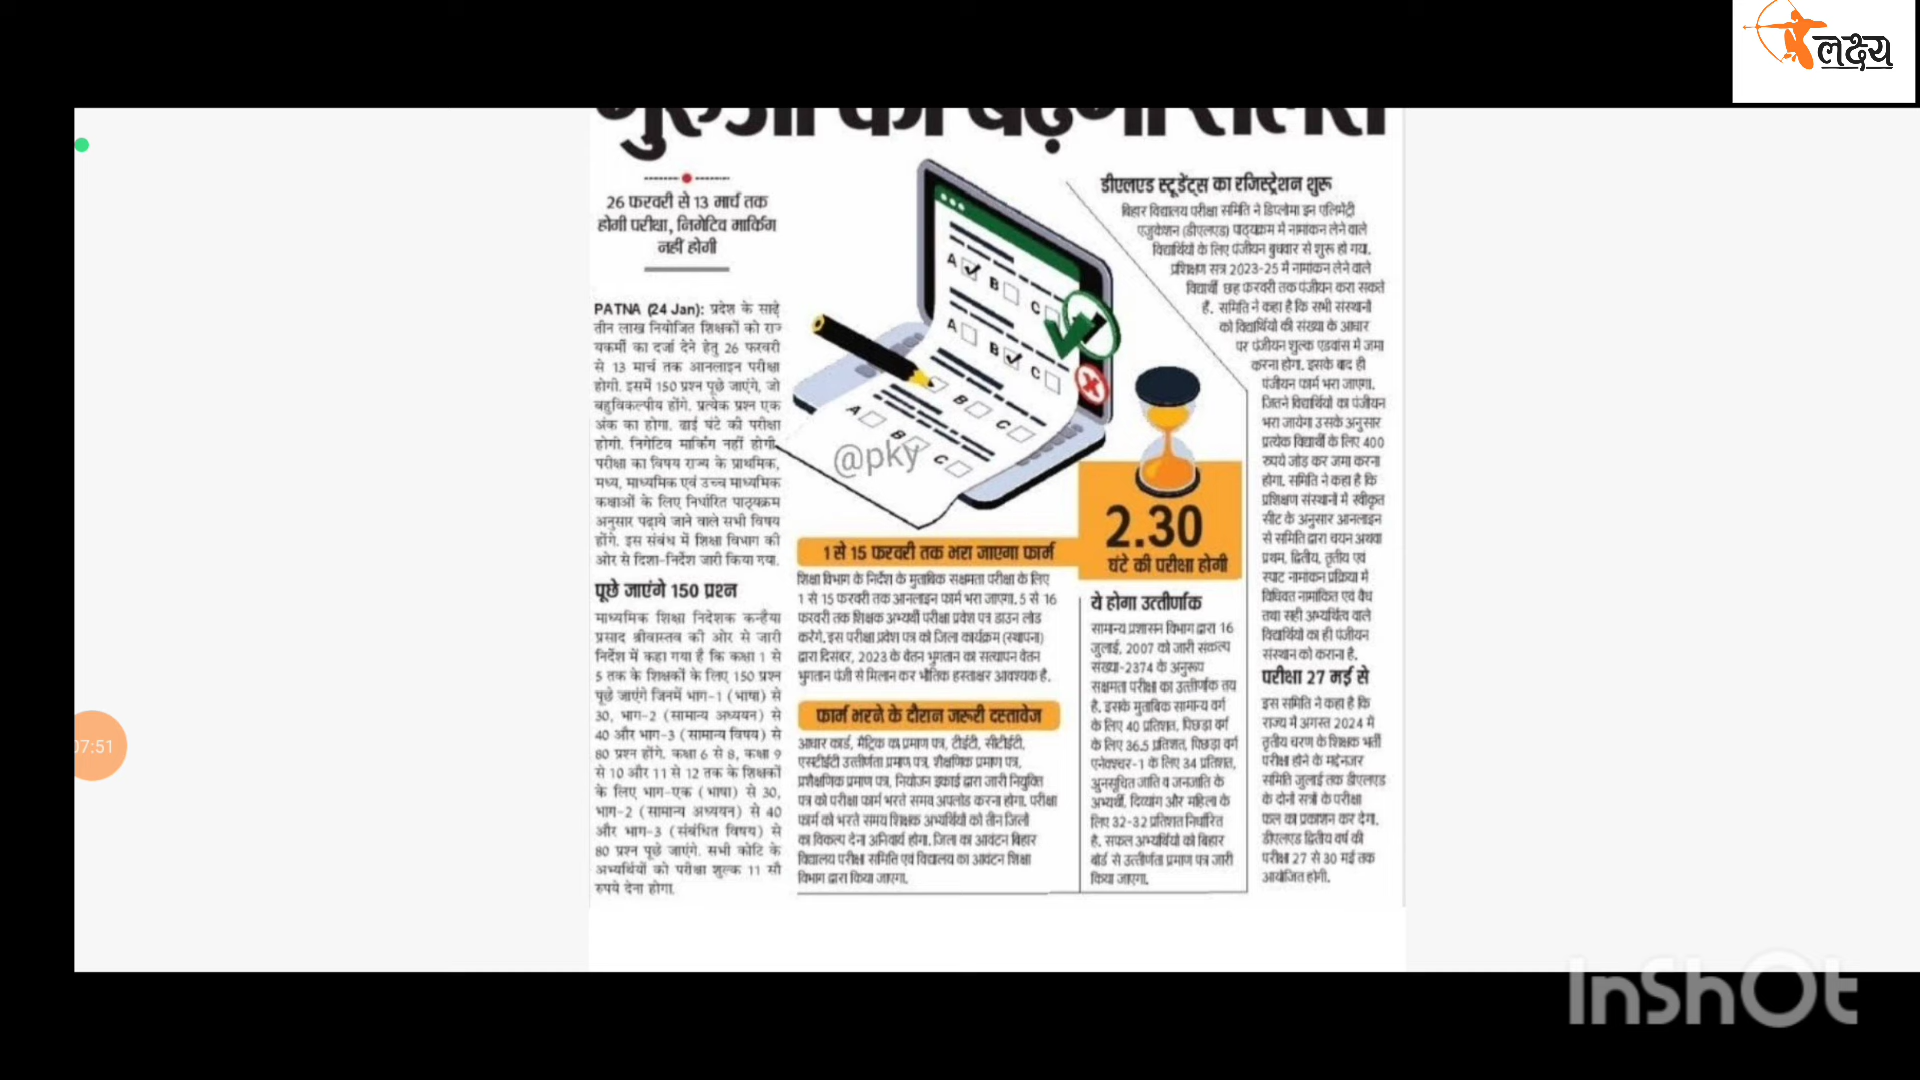 लक्ष्य
26 फरवरी से 13 मार्च तक
होगी परीक्षा, निगेटिव मार्किंग
नहीं होगी
PATNA (24 Jan): प्रदेश के साढ़े
तीन लाख नियोजित शिक्षकों को राज
यकर्मी का दर्जा देने हेतु 26 फरवरी
से 13 मार्च तक आनलाइन परीक्षा
होगी. इसमें 150 प्रश्न पूछे जाएंगे, जो
बहुविकल्पीय होंगे. प्रत्येक प्रश्न एक
अंक का होगा. ढाई घंटे की परीक्षा
होगी. निगेटिव मार्किंग नहीं होगी.
परीक्षा का विषय राज्य के प्राथमिक,
मध्य, माध्यमिक एवं उच्च माध्यमिक
कक्षाओं के लिए निर्धारित पाठ्यक्रम
अनुसार पढ़ाये जाने वाले सभी विषय
होंगे. इस संबंध में शिक्षा विभाग की
ओर से दिशा-निर्देश जारी किया गया.
पूछे जाएंगे 150 प्रश्न
माध्यमिक शिक्षा निदेशक कन्हैया
प्रसाद श्रीवास्तव की ओर से जारी
निर्देश में कहा गया है कि कक्षा 1 से
5 तक के शिक्षकों के लिए 150 प्रश्न
पूछे जाएंगे जिनमें भाग-1 (भाषा) से
30, भाग-2 (सामान्य अध्ययन) से
40 और भाग-3 (सामान्य विषय) से
80 प्रश्न होंगे. कक्षा 6 से 8, कक्षा 9
से 10 और 11 से 12 तक के शिक्षकों
के लिए भाग-एक (भाषा) से 30,
भाग-2 (सामान्य अध्ययन) से 40
और भाग-3 (संबंधित विषय) से
80 प्रश्न पूछे जाएंगे. सभी कोटि के
अभ्यर्थियों को परीक्षा शुल्क 11 सौ
रुपये देना होगा.
A B C
A B C
B C
A B C
@pky
2.30
घंटे की परीक्षा होगी
1 से 15 फरवरी तक भरा जाएगा फार्म
शिक्षा विभाग के निर्देश के मुताबिक सक्षमता परीक्षा के लिए
1 से 15 फरवरी तक आनलाइन फार्म भरा जाएगा. 5 से 16
फरवरी तक शिक्षक अभ्यर्थी परीक्षा प्रवेश पत्र डाउन लोड
करेंगे. इस परीक्षा प्रवेश पत्र को जिला कार्यक्रम (स्थापना)
द्वारा दिसंबर, 2023 के वेतन भुगतान का सत्यापन वेतन
भुगतान पंजी से मिलान कर भौतिक हस्ताक्षर आवश्यक है.
फार्म भरने के दौरान जरूरी दस्तावेज
आधार कार्ड, मैट्रिक का प्रमाण पत्र, टीईटी, सीटीईटी,
एसटीईटी उत्तीर्णता प्रमाण पत्र, शैक्षणिक प्रमाण पत्र,
प्रशैक्षणिक प्रमाण पत्र, नियोजन इकाई द्वारा जारी नियुक्ति
पत्र को परीक्षा फार्म भरते समय अपलोड करना होगा. परीक्षा
फार्म को भरते समय शिक्षक अभ्यर्थियों को तीन जिलों
का विकल्प देना अनिवार्य होगा. जिला का आवंटन बिहार
विद्यालय परीक्षा समिति एवं विद्यालय का आवंटन शिक्षा
विभाग द्वारा किया जाएगा.
ये होगा उत्तीर्णांक
सामान्य प्रशासन विभाग द्वारा 16
जुलाई, 2007 को जारी संकल्प
संख्या-2374 के अनुरूप
सक्षमता परीक्षा का उत्तीर्णांक तय
है. इसके मुताबिक सामान्य वर्ग
के लिए 40 प्रतिशत, पिछड़ा वर्ग
के लिए 36.5 प्रतिशत, पिछड़ा वर्ग
एनेक्श्चर-1 के लिए 34 प्रतिशत,
अनुसूचित जाति व जनजाति के
अभ्यर्थी, दिव्यांग और महिला के
लिए 32-32 प्रतिशत निर्धारित
है. सफल अभ्यर्थियों को बिहार
बोर्ड से उत्तीर्णता प्रमाण पत्र जारी
किया जाएगा.
डीएलएड स्टूडेंट्स का रजिस्ट्रेशन शुरू
बिहार विद्यालय परीक्षा समिति ने डिप्लोमा इन एलिमेंट्री
एजुकेशन (डीएलएड) पाठ्यक्रम में नामांकन लेने वाले
विद्यार्थियों के लिए पंजीयन बुधवार से शुरू हो गया.
प्रशिक्षण सत्र 2023-25 में नामांकन लेने वाले
विद्यार्थी छह फरवरी तक पंजीयन करा सकते
हैं. समिति ने कहा है कि सभी संस्थानों
को विद्यार्थियों की संख्या के आधार
पर पंजीयन शुल्क एडवांस में जमा
करना होगा. इसके बाद ही
पंजीयन फार्म भरा जाएगा.
जितने विद्यार्थियों का पंजीयन
भरा जायेगा उसके अनुसार
प्रत्येक विद्यार्थी के लिए 400
रुपये जोड़ कर जमा करना
होगा. समिति ने कहा है कि
प्रशिक्षण संस्थानों में स्वीकृत
सीट के अनुसार आनलाइन
से समिति द्वारा चयन अथवा
प्रथम, द्वितीय, तृतीय एवं
स्पाट नामांकन प्रक्रिया में
विधिवत नामांकित एवं वैध
तथा सही अभ्यर्थित्व वाले
विद्यार्थियों का ही पंजीयन
संस्थान को कराना है.
परीक्षा 27 मई से
इस समिति ने कहा है कि
राज्य में अगस्त 2024 में
तृतीय चरण के शिक्षक भर्ती
परीक्षा होने के मद्देनजर
समिति जुलाई तक डीएलएड
के दोनों सत्रों के परीक्षा
फल का प्रकाशन कर देगा.
डीएलएड द्वितीय वर्ष की
परीक्षा 27 से 30 मई तक
आयोजित होगी.
07:51
InShOt